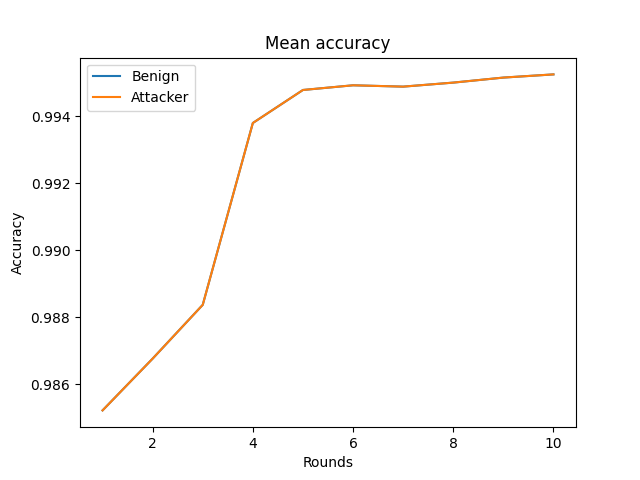 Mean accuracy
Benign
Attacker
0.994
0.992
0.990
0.988
0.986
Accuracy
2 4 6 8 10
Rounds